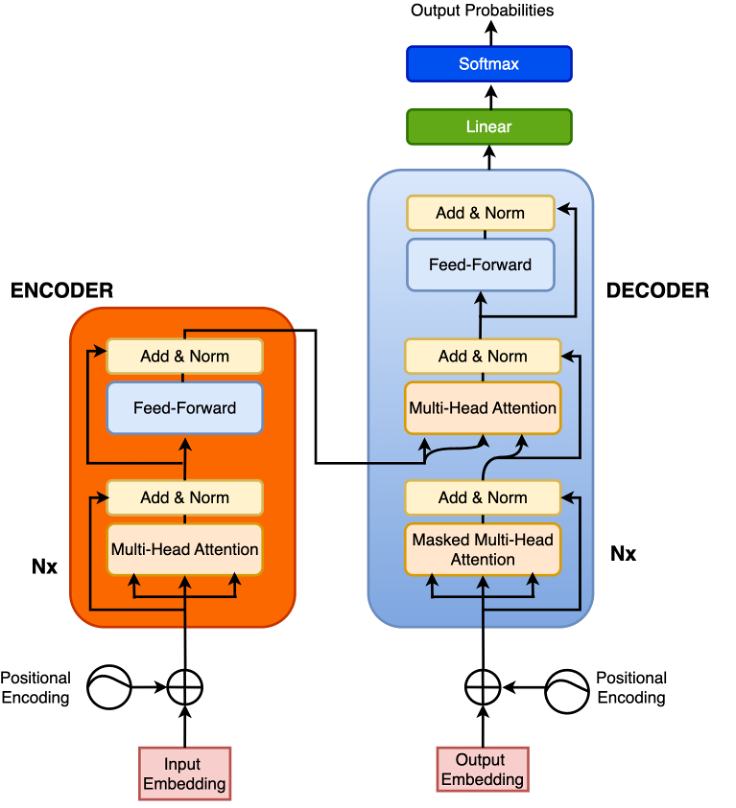 Output Probabilities
Softmax
Linear
Add & Norm
Feed-Forward
DECODER
Add & Norm
Multi-Head Attention
Add & Norm
Masked Multi-Head
Attention
Nx
ENCODER
Add & Norm
Feed-Forward
Add & Norm
Multi-Head Attention
Nx
Positional
Encoding
Input
Embedding
Positional
Encoding
Output
Embedding